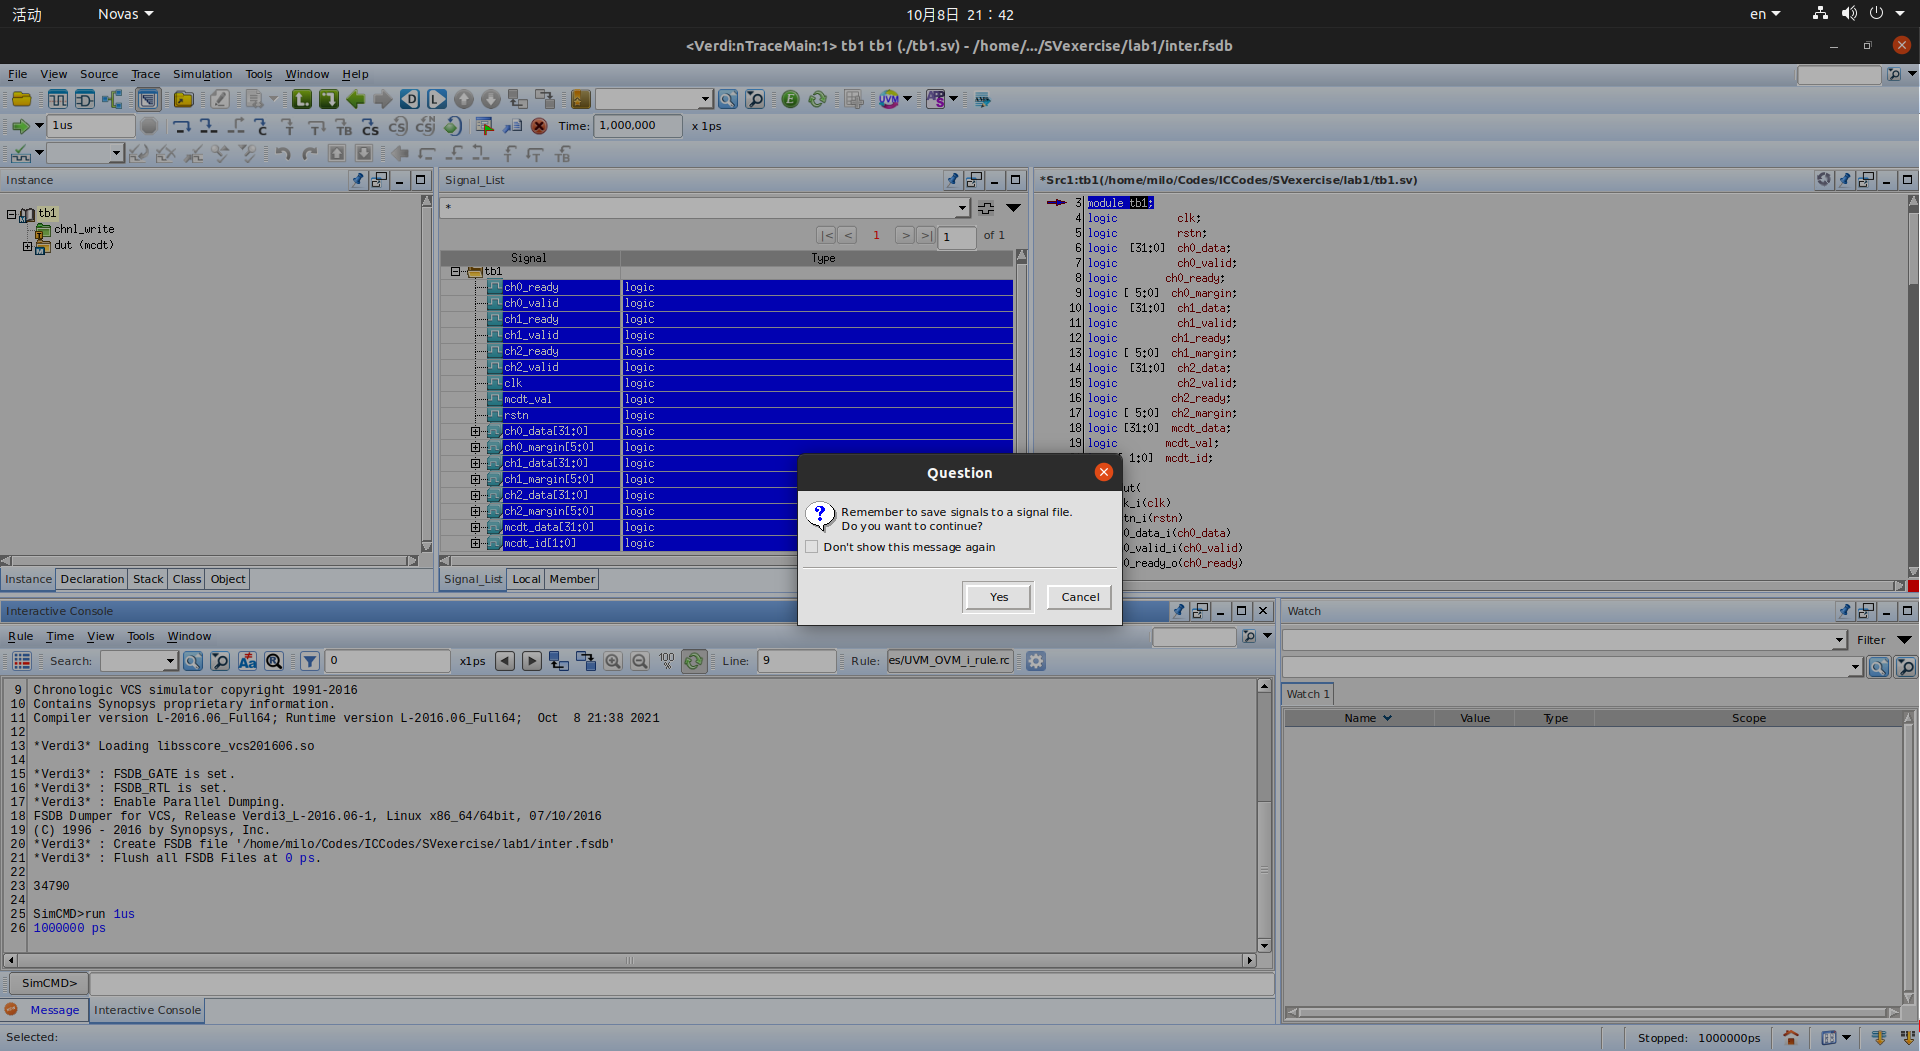 活动
Novas
10月8日 21：42
en
<Verdi:nTraceMain:1> tb1 tb1 (./tb1.sv) - /home/.../SVexercise/lab1/inter.fsdb
File View Source Trace Simulation Tools Window Help
1us
Time: 1,000,000 x 1ps
Instance
tb1
chnl_write
dut (mcdt)
Instance Declaration Stack Class Object
Signal_List
*
1 1 of 1
Signal Type
tb1
ch0_ready logic
ch0_valid logic
ch1_ready logic
ch1_valid logic
ch2_ready logic
ch2_valid logic
clk logic
mcdt_val logic
rstn logic
ch0_data[31:0] logic
ch0_margin[5:0] logic
ch1_data[31:0] logic
ch1_margin[5:0] logic
ch2_data[31:0] logic
ch2_margin[5:0] logic
mcdt_data[31:0] logic
mcdt_id[1:0] logic
Signal_List Local Member
*Src1:tb1(/home/milo/Codes/ICCodes/SVexercise/lab1/tb1.sv)
3 module tb1;
4 logic clk;
5 logic rstn;
6 logic [31:0] ch0_data;
7 logic ch0_valid;
8 logic ch0_ready;
9 logic [ 5:0] ch0_margin;
10 logic [31:0] ch1_data;
11 logic ch1_valid;
12 logic ch1_ready;
13 logic [ 5:0] ch1_margin;
14 logic [31:0] ch2_data;
15 logic ch2_valid;
16 logic ch2_ready;
17 logic [ 5:0] ch2_margin;
18 logic [31:0] mcdt_data;
19 logic mcdt_val;
1:0] mcdt_id;
ut(
k_i(clk)
tn_i(rstn)
0_data_i(ch0_data)
0_valid_i(ch0_valid)
0_ready_o(ch0_ready)
Question
Remember to save signals to a signal file.
Do you want to continue?
Don't show this message again
Yes Cancel
Interactive Console
Rule Time View Tools Window
Search: 0 x1ps 100 % Line: 9 Rule: es/UVM_OVM_i_rule.rc
9 Chronologic VCS simulator copyright 1991-2016
10 Contains Synopsys proprietary information.
11 Compiler version L-2016.06_Full64; Runtime version L-2016.06_Full64;  Oct  8 21:38 2021
12
13 *Verdi3* Loading libsscore_vcs201606.so
14
15 *Verdi3* : FSDB_GATE is set.
16 *Verdi3* : FSDB_RTL is set.
17 *Verdi3* : Enable Parallel Dumping.
18 FSDB Dumper for VCS, Release Verdi3_L-2016.06-1, Linux x86_64/64bit, 07/10/2016
19 (C) 1996 - 2016 by Synopsys, Inc.
20 *Verdi3* : Create FSDB file '/home/milo/Codes/ICCodes/SVexercise/lab1/inter.fsdb'
21 *Verdi3* : Flush all FSDB Files at 0 ps.
22
23 34790
24
25 SimCMD>run 1us
26 1000000 ps
SimCMD>
Message Interactive Console
Watch
Filter
Watch 1
Name Value Type Scope
Selected:
Stopped: 1000000ps